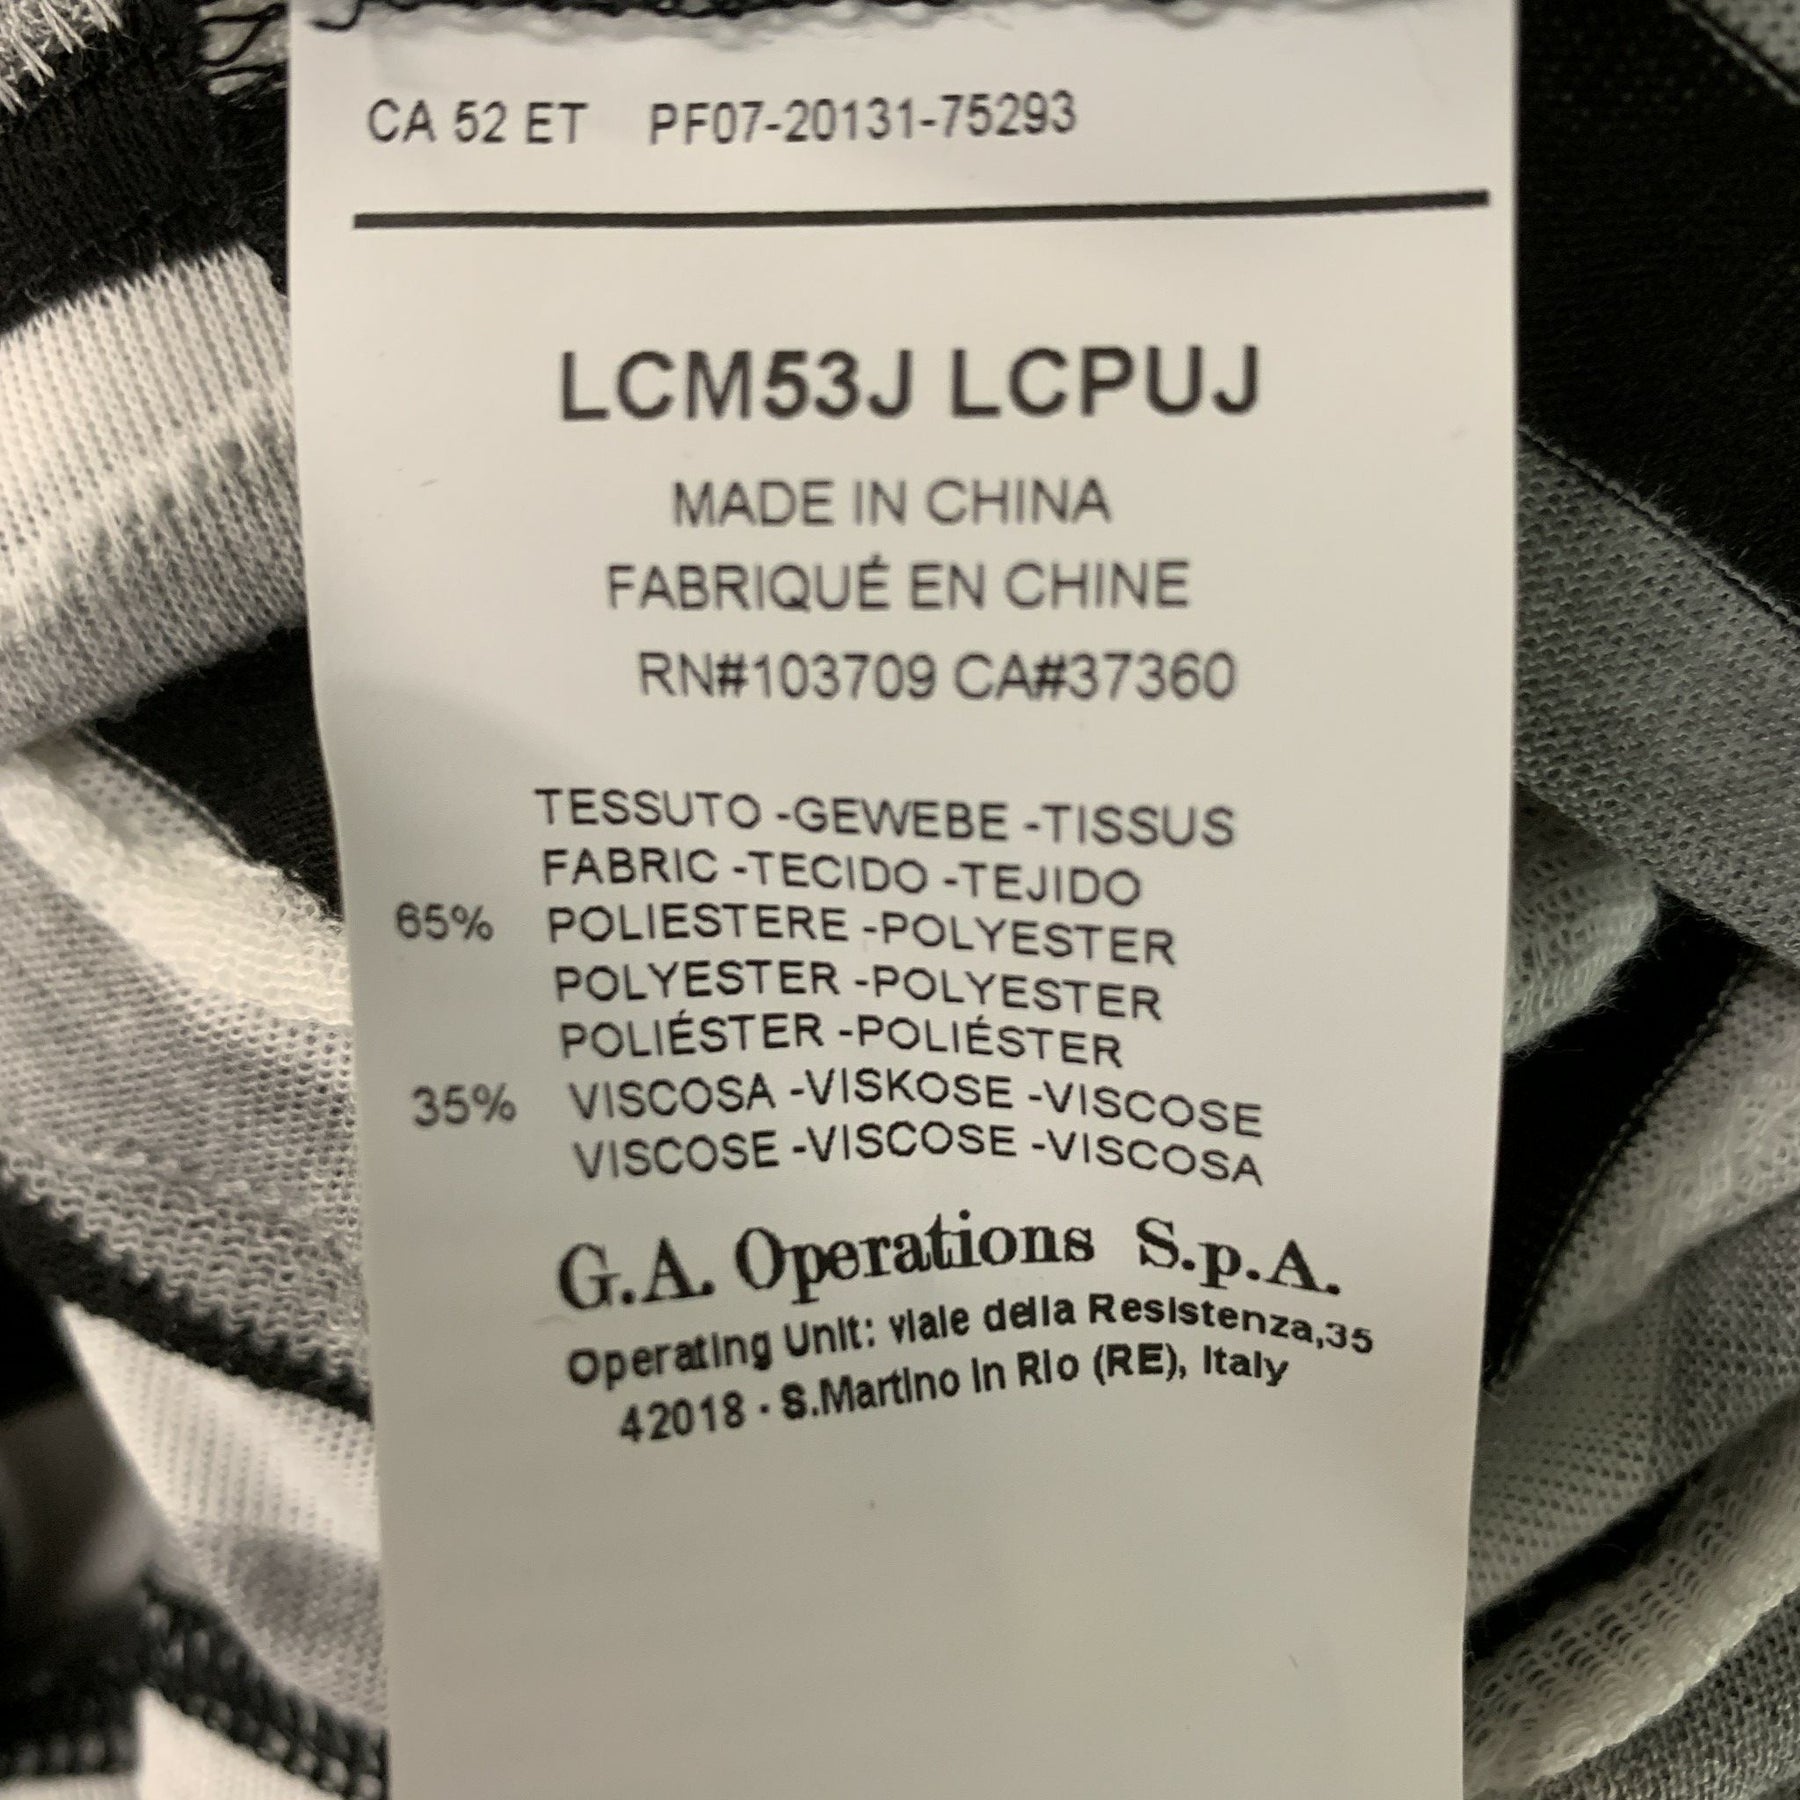 CA 52 ET PF07-20131-75293
LCM53J LCPUJ
MADE IN CHINA
FABRIQUÉ EN CHINE
RN#103709 CA#37360
TESSUTO -GEWEBE -TISSUS
FABRIC -TECIDO -TEJIDO
65% POLIESTERE -POLYESTER
POLYESTER -POLYESTER
POLIÉSTER -POLIÉSTER
35% VISCOSA -VISKOSE -VISCOSE
VISCOSE -VISCOSE -VISCOSA
G.A. Operations S.p.A.
Operating Unit: viale della Resistenza,35
42018 · S.Martino in Rio (RE), Italy